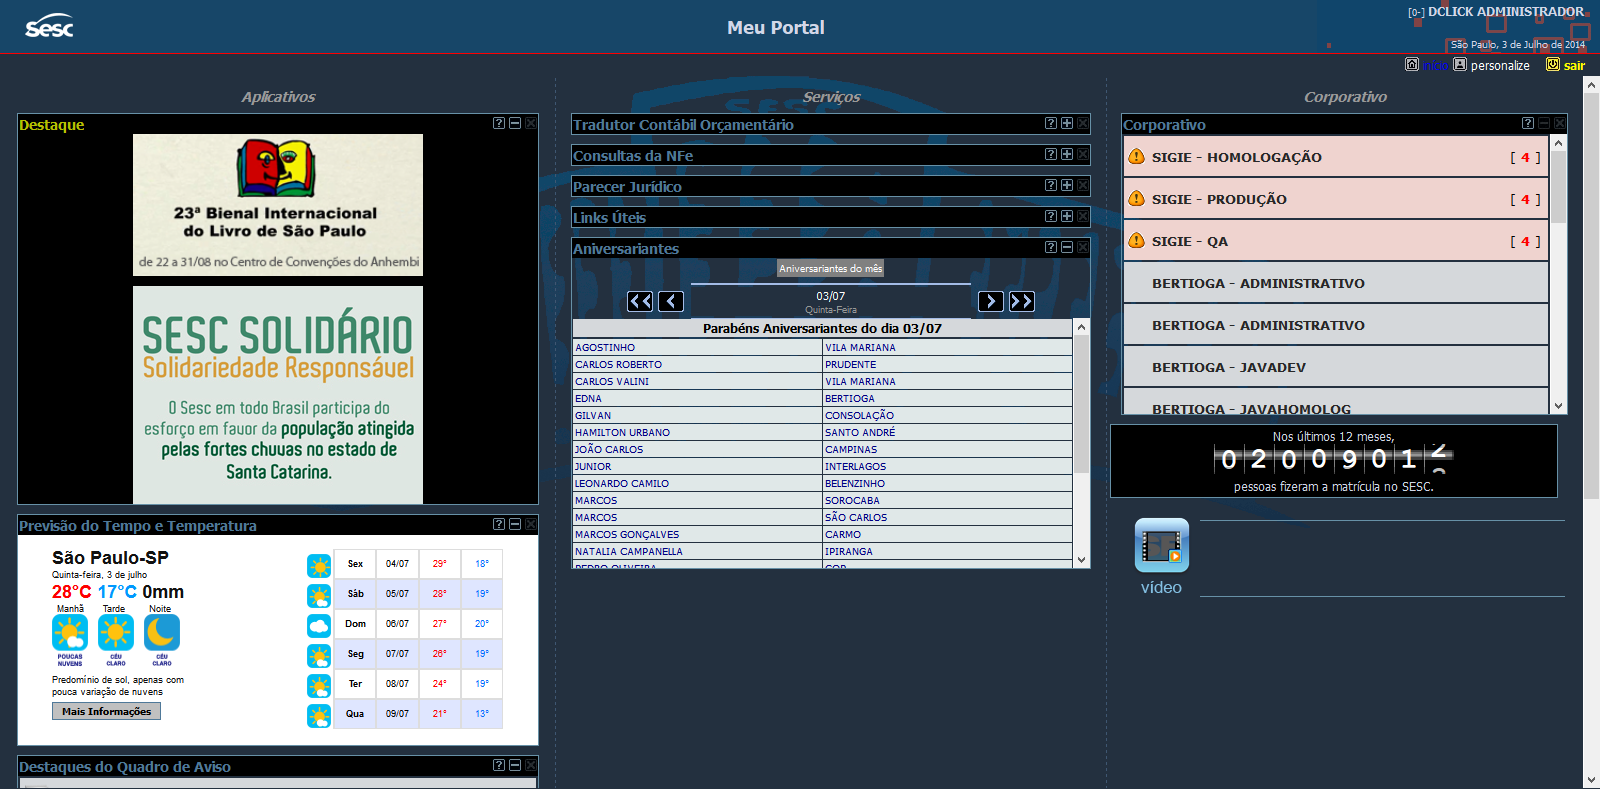 Sesc
Meu Portal
[0-] DCLICK ADMINISTRADOR
São Paulo, 3 de Julho de 2014
início personalize sair
Aplicativos
Destaque
23ª Bienal Internacional
do Livro de São Paulo
de 22 a 31/08 no Centro de Convenções do Anhembi
SESC SOLIDÁRIO
Solidariedade Responsável
O Sesc em todo Brasil participa do
esforço em favor da população atingida
pelas fortes chuvas no estado de
Santa Catarina.
Previsão do Tempo e Temperatura
São Paulo-SP
Quinta-feira, 3 de julho
28°C 17°C 0mm
Manhã Tarde Noite
POUCAS NUVENS
CÉU CLARO
CÉU CLARO
Predomínio de sol, apenas com
pouca variação de nuvens
Mais Informações
Sex 04/07 29° 18°
Sáb 05/07 28° 19°
Dom 06/07 27° 20°
Seg 07/07 26° 19°
Ter 08/07 24° 19°
Qua 09/07 21° 13°
Destaques do Quadro de Aviso
Serviços
SESC
Tradutor Contábil Orçamentário
Consultas da NFe
Parecer Jurídico
Links Úteis
Aniversariantes
Aniversariantes do mês
03/07
Quinta-Feira
Parabéns Aniversariantes do dia 03/07
AGOSTINHO VILA MARIANA
CARLOS ROBERTO PRUDENTE
CARLOS VALINI VILA MARIANA
EDNA BERTIOGA
GILVAN CONSOLAÇÃO
HAMILTON URBANO SANTO ANDRÉ
JOÃO CARLOS CAMPINAS
JUNIOR INTERLAGOS
LEONARDO CAMILO BELENZINHO
MARCOS SOROCABA
MARCOS SÃO CARLOS
MARCOS GONÇALVES CARMO
NATALIA CAMPANELLA IPIRANGA
PEDRO OLIVEIRA
Corporativo
Corporativo
SIGIE - HOMOLOGAÇÃO [ 4 ]
SIGIE - PRODUÇÃO [ 4 ]
SIGIE - QA [ 4 ]
BERTIOGA - ADMINISTRATIVO
BERTIOGA - ADMINISTRATIVO
BERTIOGA - JAVADEV
BERTIOGA - JAVAHOMOLOG
Nos últimos 12 meses,
0200901
pessoas fizeram a matrícula no SESC.
vídeo